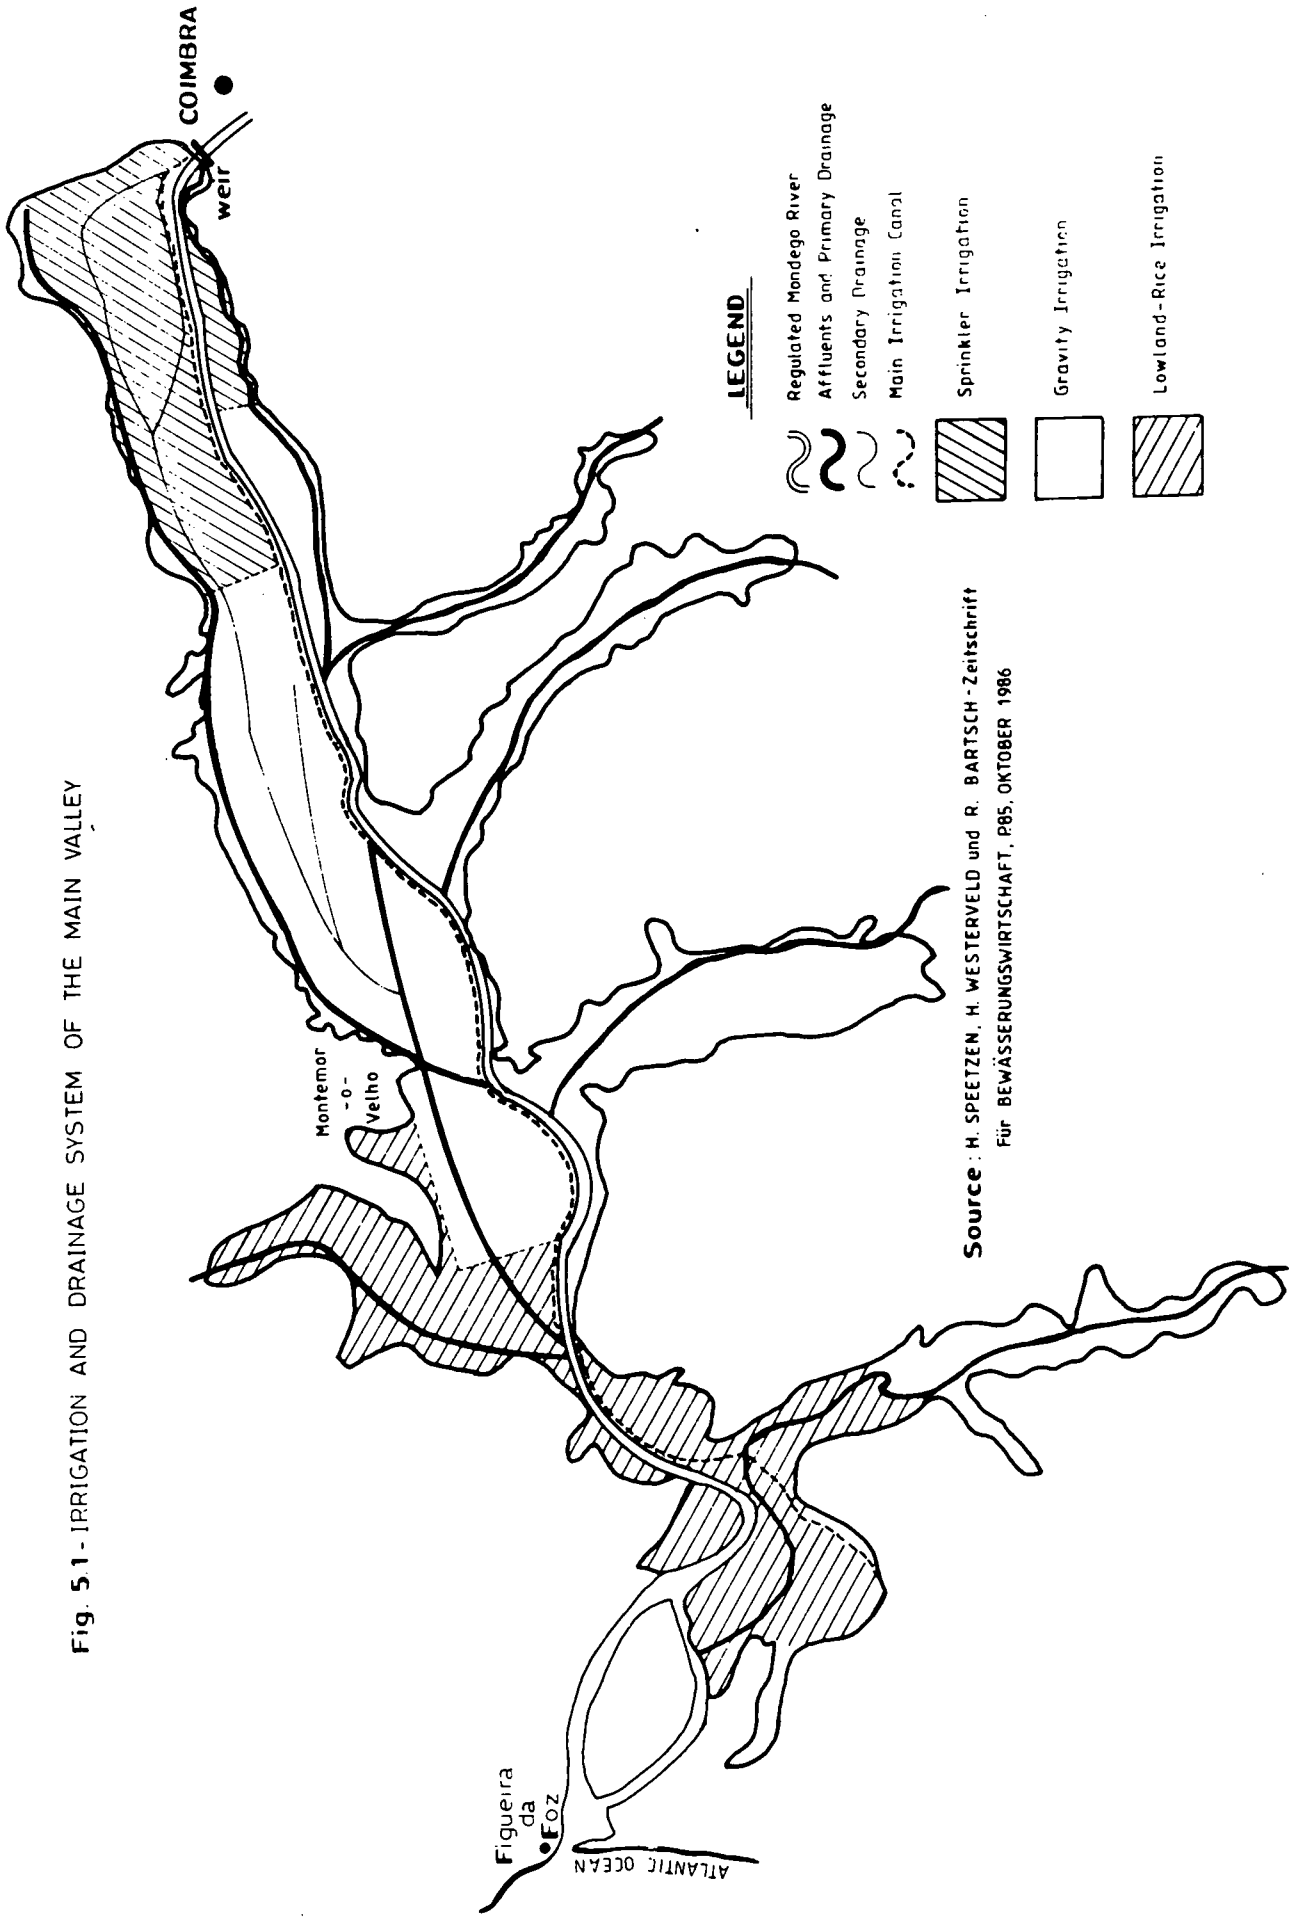 Fig. 5.1 - IRRIGATION AND DRAINAGE SYSTEM OF THE MAIN VALLEY
COIMBRA
weir
Montemor
-o-
Velho
Figueira
da
Foz
ATLANTIC OCEAN
LEGEND
Regulated Mondego River
Affluents and Primary Drainage
Secondary Drainage
Main Irrigation Canal
Sprinkler Irrigation
Gravity Irrigation
Lowland-Rice Irrigation
Source: H. SPEETZEN, H. WESTERVELD und R. BARTSCH - Zeitschrift
Für BEWÄSSERUNGSWIRTSCHAFT, P.85, OKTOBER 1986